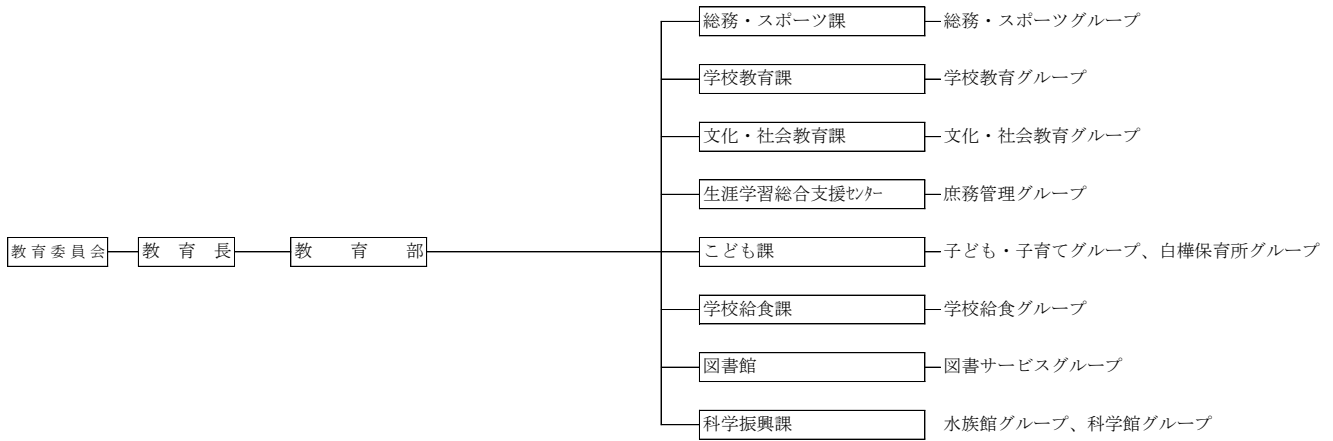 総務・スポーツ課 総務・スポーツグループ
学校教育課 学校教育グループ
文化・社会教育課 文化・社会教育グループ
生涯学習総合支援ｾﾝﾀｰ 庶務管理グループ
教育委員会 教育長 教育部 こども課 子ども・子育てグループ、白樺保育所グループ
学校給食課 学校給食グループ
図書館 図書サービスグループ
科学振興課 水族館グループ、科学館グループ